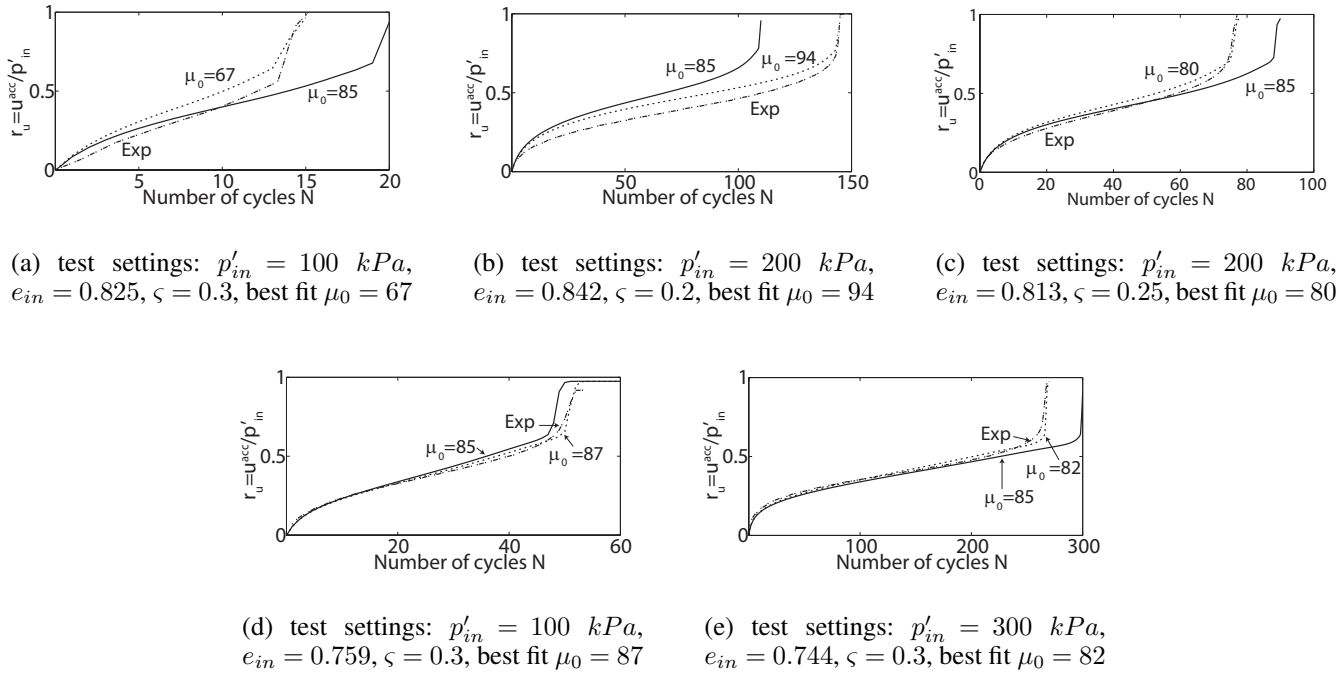 1
0.5
0
r_u=u^acc/p'_in
μ_0=67
μ_0=85
Exp
5
10
15
20
Number of cycles N
1
0.5
0
r_u=u^acc/p'_in
μ_0=85
μ_0=94
Exp
50
100
150
Number of cycles N
1
0.5
0
r_u=u^acc/p'_in
μ_0=80
μ_0=85
Exp
0
20
40
60
80
100
Number of cycles N
(a) test settings: p'_in = 100 kPa,
e_in = 0.825, ς = 0.3, best fit μ0 = 67
(b) test settings: p'_in = 200 kPa,
e_in = 0.842, ς = 0.2, best fit μ0 = 94
(c) test settings: p'_in = 200 kPa,
e_in = 0.813, ς = 0.25, best fit μ0 = 80
1
0.5
0
r_u=u^acc/p'_in
Exp
μ_0=85
μ_0=87
20
40
60
Number of cycles N
1
0.5
0
r_u=u^acc/p'_in
Exp
μ_0=82
μ_0=85
100
200
300
Number of cycles N
(d) test settings: p'_in = 100 kPa,
e_in = 0.759, ς = 0.3, best fit μ0 = 87
(e) test settings: p'_in = 300 kPa,
e_in = 0.744, ς = 0.3, best fit μ0 = 82